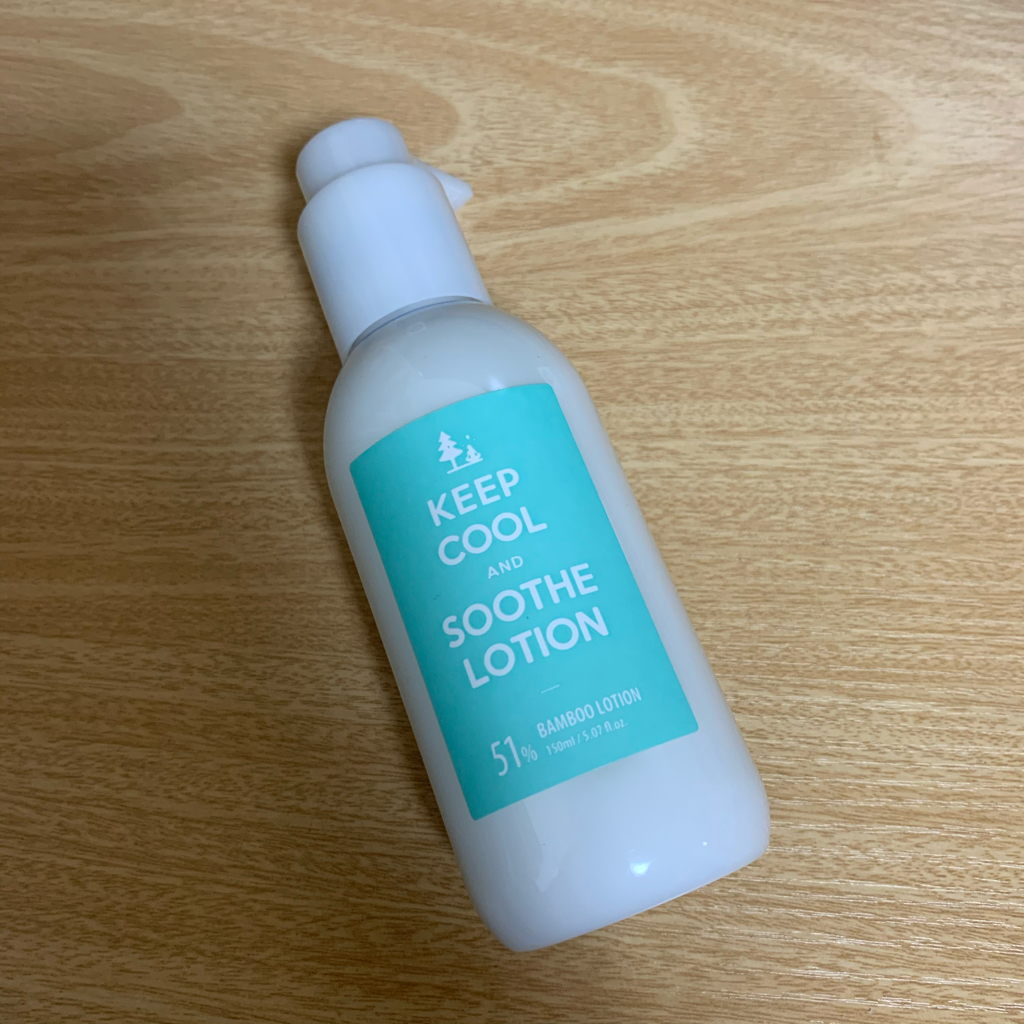 KEEP
COOL
AND
SOOTHE
LOTION
51% BAMBOO LOTION
150ml / 5.07 fl.oz.